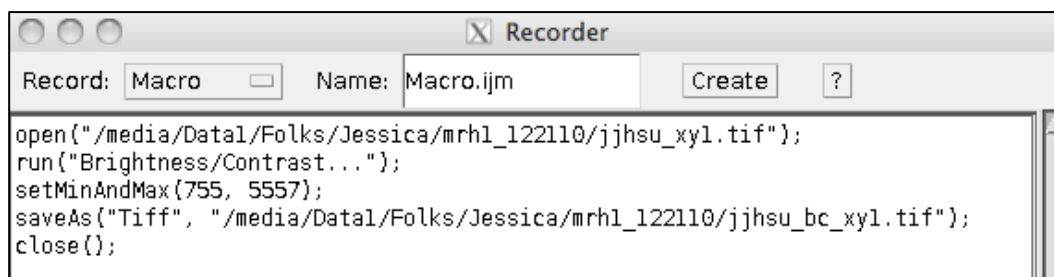 Recorder
Record: Macro Name: Macro.ijm Create ?
open("/media/Data1/Folks/Jessica/mrh1_122110/jjhsu_xy1.tif");
run("Brightness/Contrast...");
setMinAndMax(755, 5557);
saveAs("Tiff", "/media/Data1/Folks/Jessica/mrh1_122110/jjhsu_bc_xy1.tif");
close();